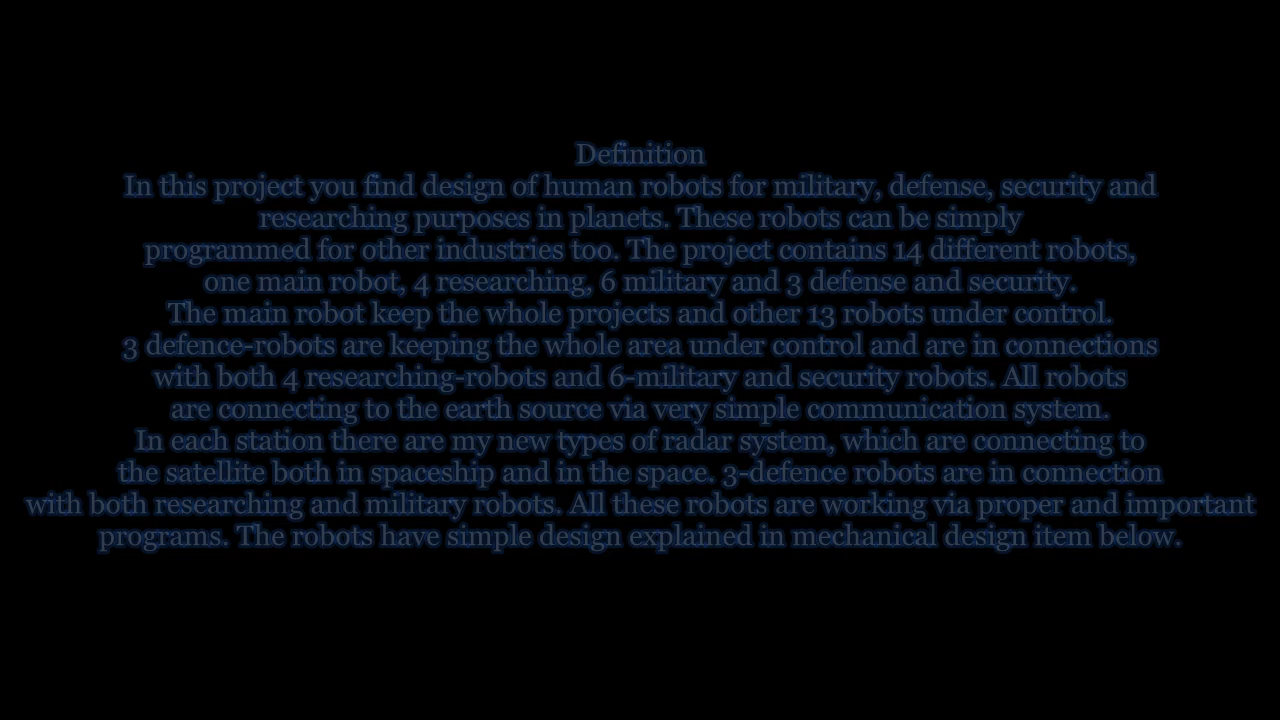 Definition
In this project you find design of human robots for military, defense, security and
researching purposes in planets. These robots can be simply
programmed for other industries too. The project contains 14 different robots,
one main robot, 4 researching, 6 military and 3 defense and security.
The main robot keep the whole projects and other 13 robots under control.
3 defence-robots are keeping the whole area under control and are in connections
with both 4 researching-robots and 6-military and security robots. All robots
are connecting to the earth source via very simple communication system.
In each station there are my new types of radar system, which are connecting to
the satellite both in spaceship and in the space. 3-defence robots are in connection
with both researching and military robots. All these robots are working via proper and important
programs. The robots have simple design explained in mechanical design item below.